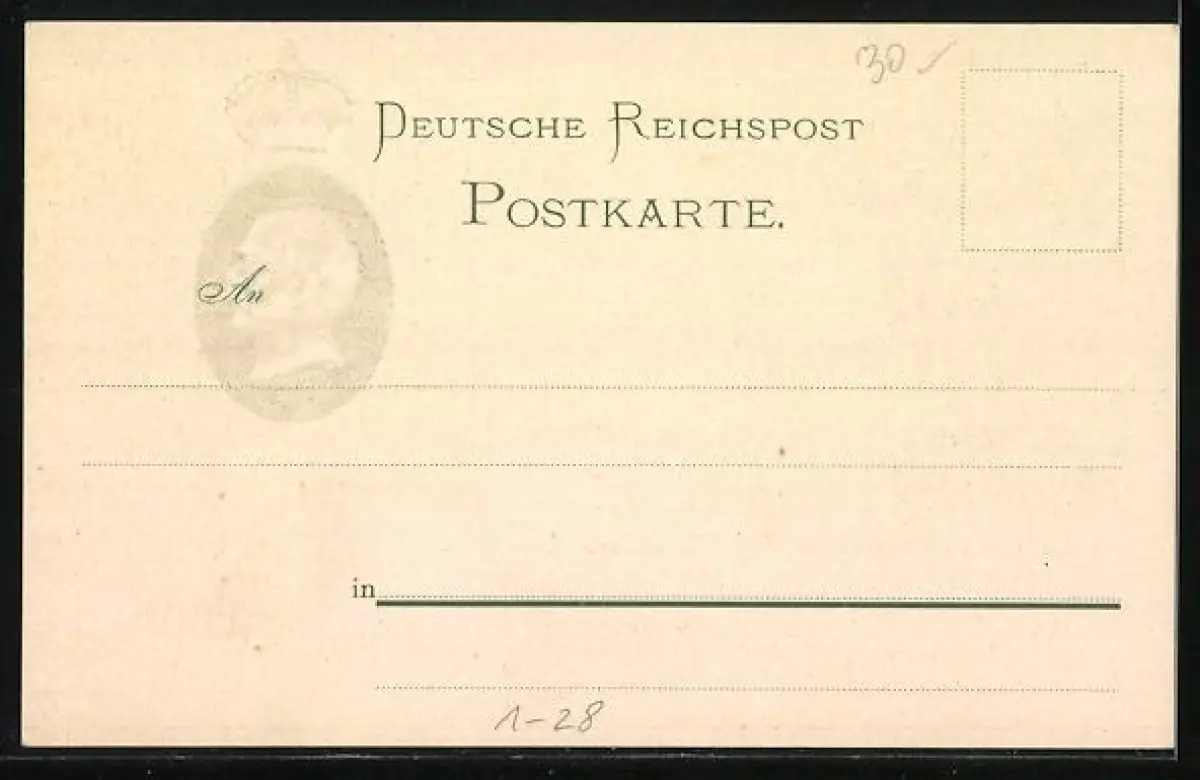 30
DEUTSCHE REICHSPOST
POSTKARTE.
An
in
1-28